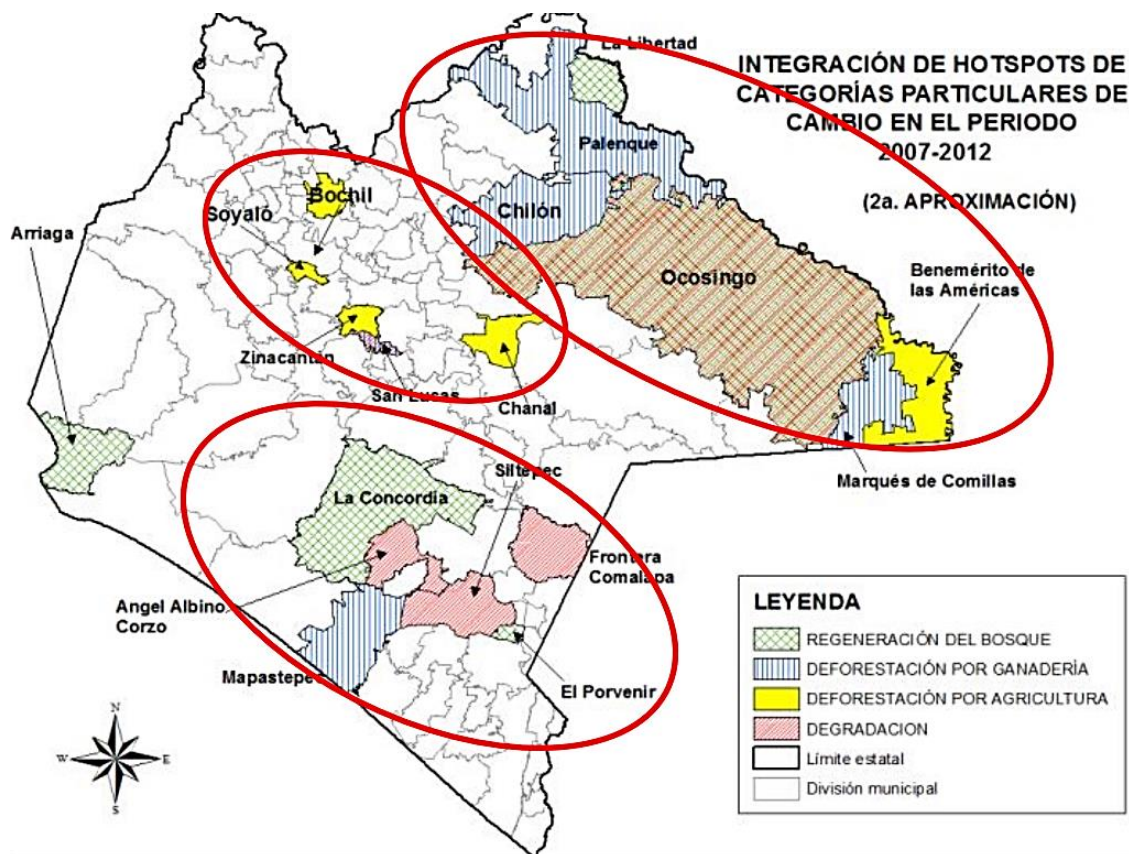 INTEGRACIÓN DE HOTSPOTS DE
CATEGORÍAS PARTICULARES DE
CAMBIO EN EL PERIODO
2007-2012
(2a. APROXIMACIÓN)
La Libertad
Palenque
Bochil
Chilón
Soyaló
Arriaga
Ocosingo
Benemérito de
las Américas
Zinacantán
San Lucas
Chanal
Siltepec
Marqués de Comillas
La Concordia
Frontera
Comalapa
Angel Albino
Corzo
Mapastepec
El Porvenir
LEYENDA
REGENERACIÓN DEL BOSQUE
DEFORESTACIÓN POR GANADERÍA
DEFORESTACIÓN POR AGRICULTURA
DEGRADACION
Límite estatal
División municipal
N
W
E
S